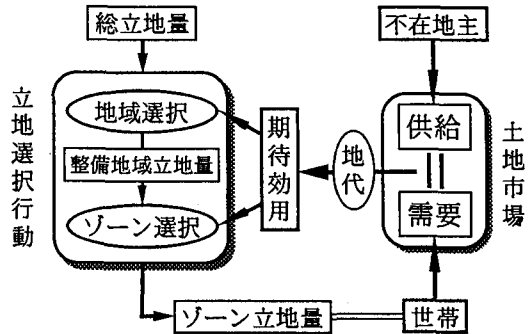 総立地量
不在地主
立地選択行動
地域選択
整備地域立地量
ゾーン選択
期待効用
地代
供給
需要
土地市場
ゾーン立地量
世帯